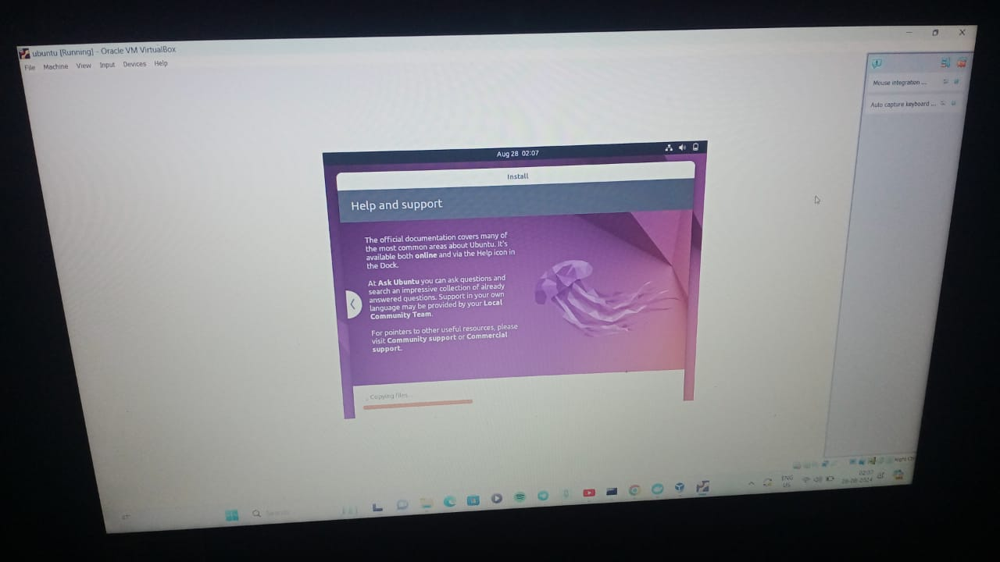 ubuntu [Running] - Oracle VM VirtualBox
File Machine View Input Devices Help
Mouse integration ...
Auto capture keyboard ...
Aug 28 02:07
Install
Help and support
The official documentation covers many of
the most common areas about Ubuntu. It's
available both online and via the Help icon in
the Dock.
At Ask Ubuntu you can ask questions and
search an impressive collection of already
answered questions. Support in your own
language may be provided by your Local
Community Team.
For pointers to other useful resources, please
visit Community support or Commercial
support.
Copying files...
Search
ENG
US
02:07
28-08-2024